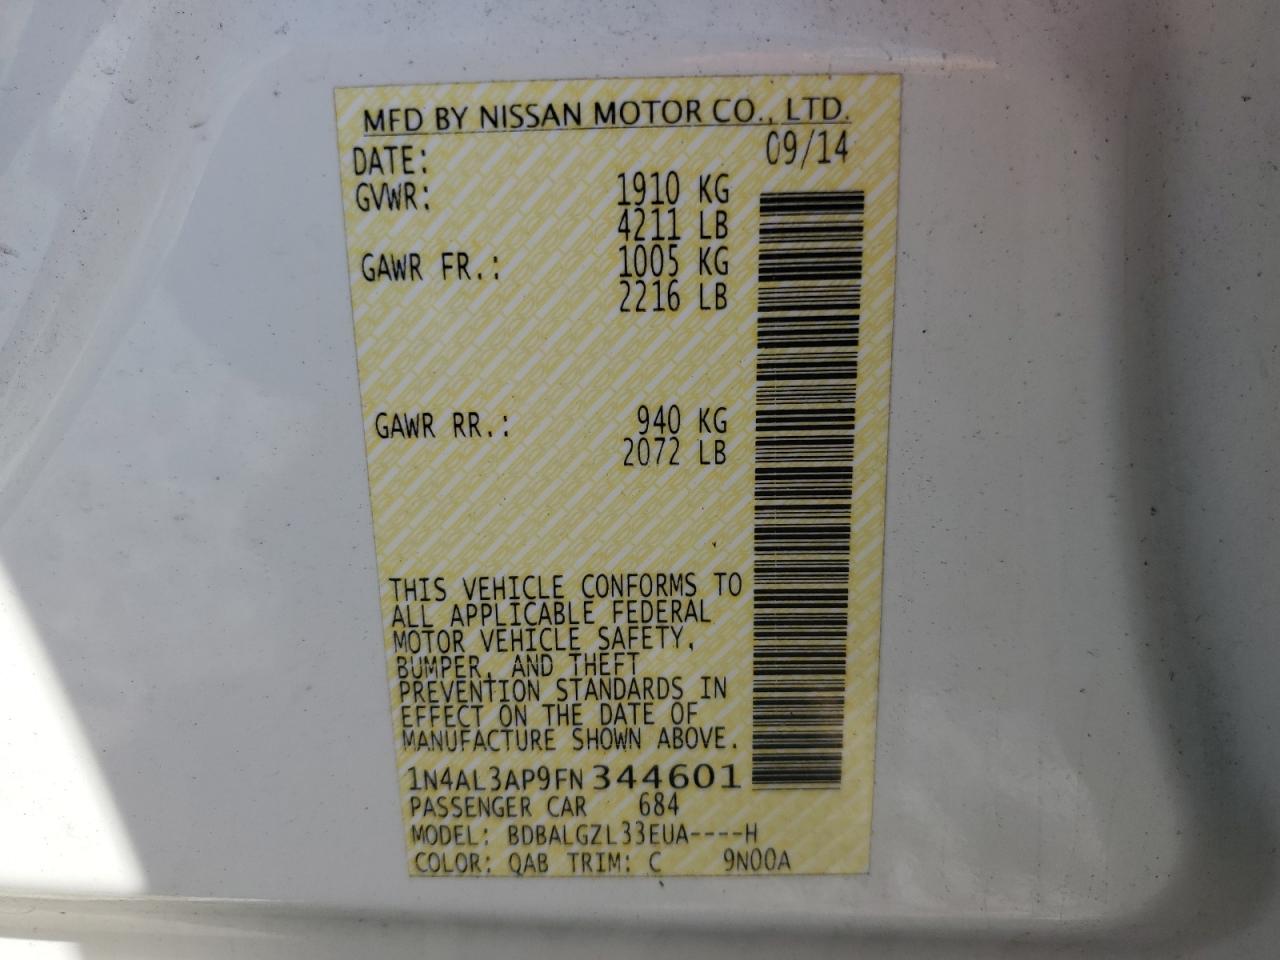 MFD BY NISSAN MOTOR CO., LTD.
DATE: 09/14
GVWR: 1910 KG
4211 LB
GAWR FR.: 1005 KG
2216 LB
GAWR RR.: 940 KG
2072 LB
THIS VEHICLE CONFORMS TO
ALL APPLICABLE FEDERAL
MOTOR VEHICLE SAFETY,
BUMPER, AND THEFT
PREVENTION STANDARDS IN
EFFECT ON THE DATE OF
MANUFACTURE SHOWN ABOVE.
1N4AL3AP9FN344601
PASSENGER CAR 684
MODEL: BDBALGZL33EUA----H
COLOR: QAB TRIM: C 9N00A